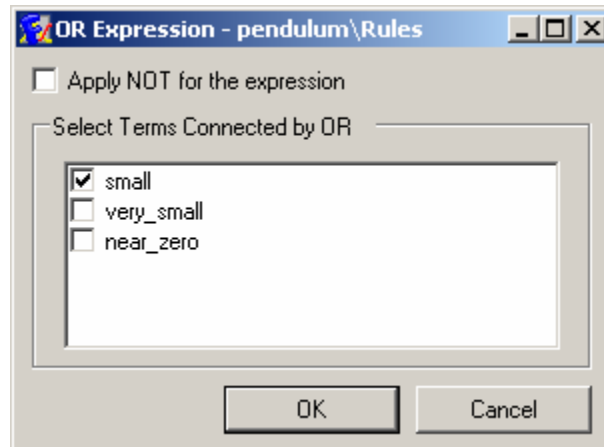 OR Expression - pendulum\Rules
Apply NOT for the expression
Select Terms Connected by OR
small
very_small
near_zero
OK Cancel